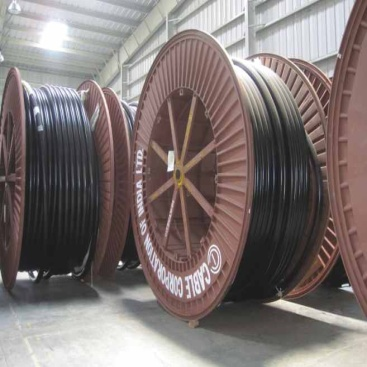 CABLE CORPORATION OF INDIA LTD